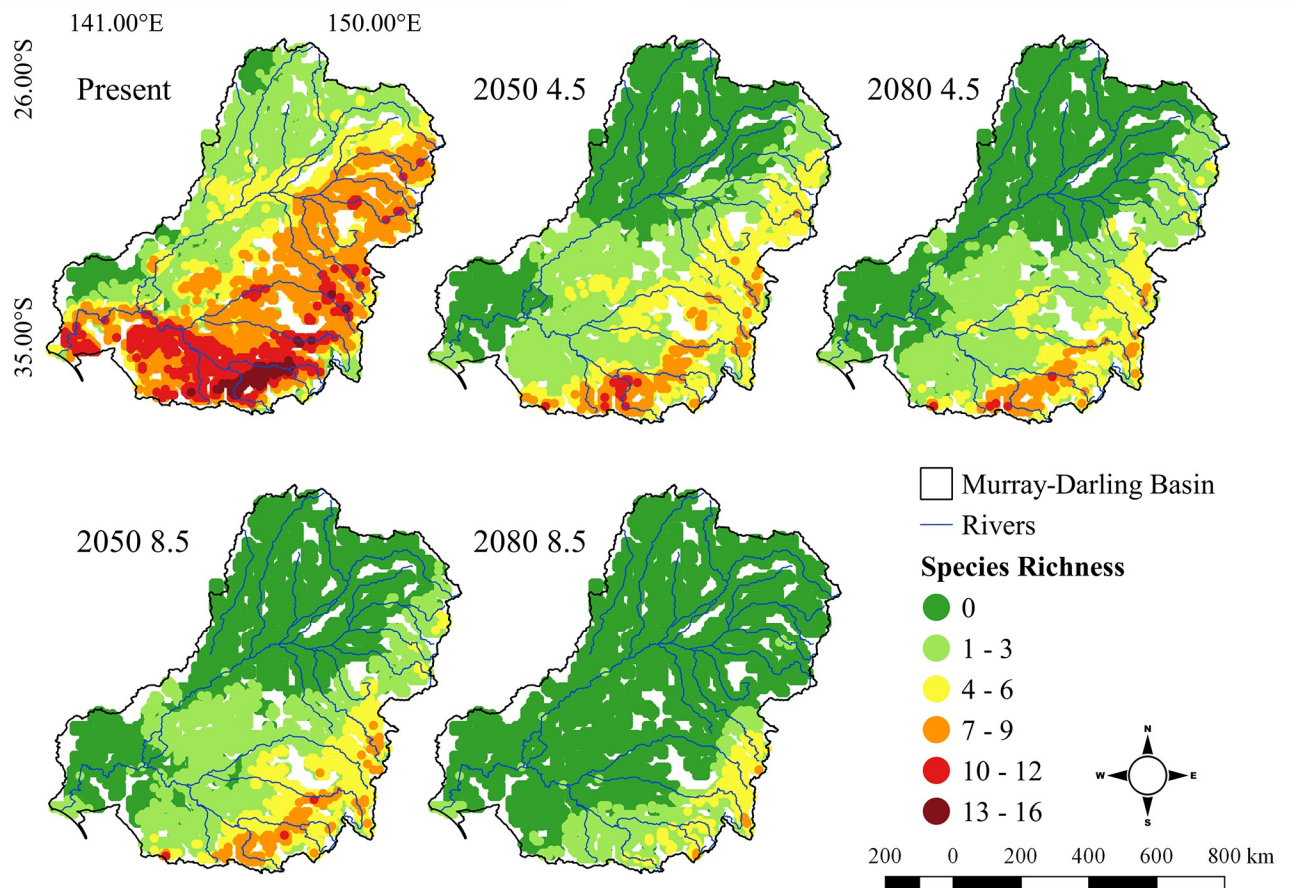 141.00°E
150.00°E
26.00°S
35.00°S
Present
2050 4.5
2080 4.5
2050 8.5
2080 8.5
Murray-Darling Basin
Rivers
Species Richness
0
1 - 3
4 - 6
7 - 9
10 - 12
13 - 16
N
W
E
S
200 0 200 400 600 800 km